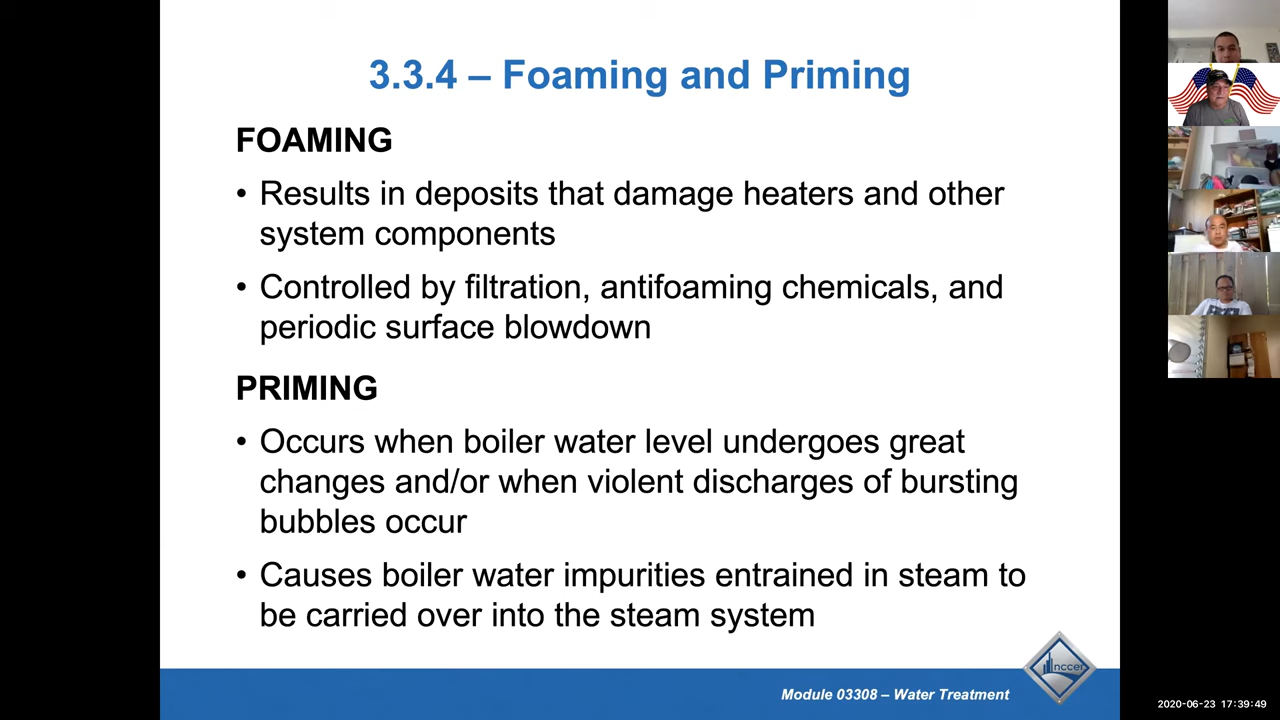 3.3.4 – Foaming and Priming
FOAMING
• Results in deposits that damage heaters and other
system components
• Controlled by filtration, antifoaming chemicals, and
periodic surface blowdown
PRIMING
• Occurs when boiler water level undergoes great
changes and/or when violent discharges of bursting
bubbles occur
• Causes boiler water impurities entrained in steam to
be carried over into the steam system
nccer
Module 03308 – Water Treatment
2020-06-23 17:39:49